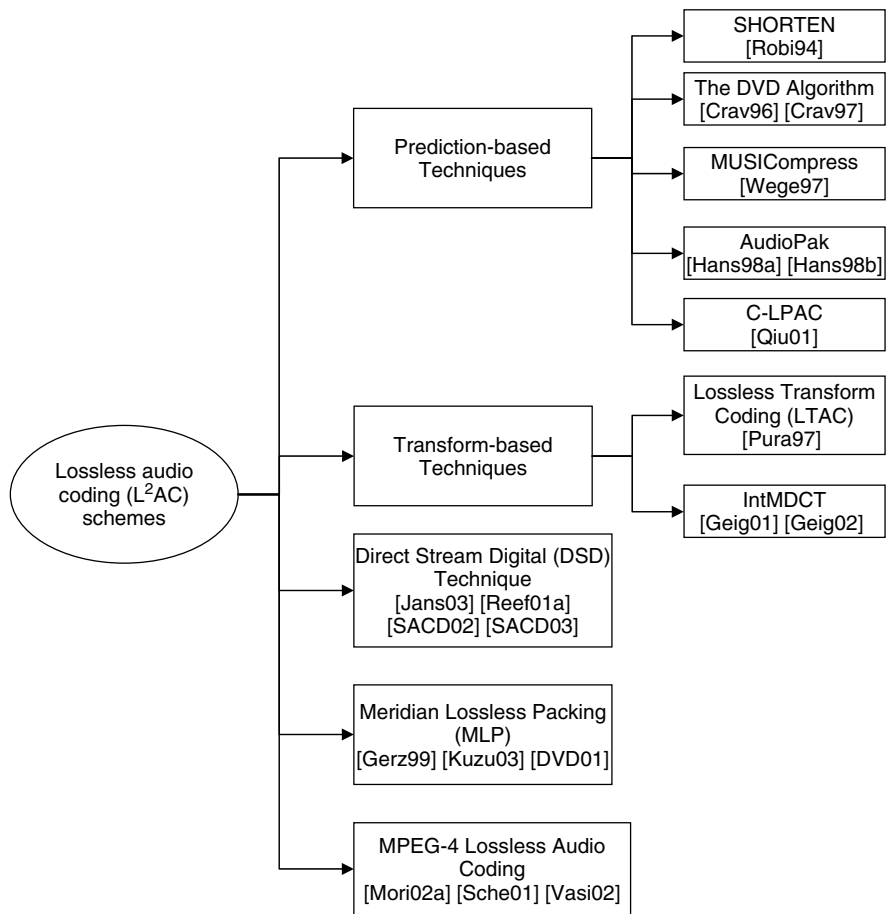 Lossless audio
coding (L²AC)
schemes
Prediction-based
Techniques
SHORTEN
[Robi94]
The DVD Algorithm
[Crav96] [Crav97]
MUSICompress
[Wege97]
AudioPak
[Hans98a] [Hans98b]
C-LPAC
[Qiu01]
Transform-based
Techniques
Lossless Transform
Coding (LTAC)
[Pura97]
IntMDCT
[Geig01] [Geig02]
Direct Stream Digital (DSD)
Technique
[Jans03] [Reef01a]
[SACD02] [SACD03]
Meridian Lossless Packing
(MLP)
[Gerz99] [Kuzu03] [DVD01]
MPEG-4 Lossless Audio
Coding
[Mori02a] [Sche01] [Vasi02]